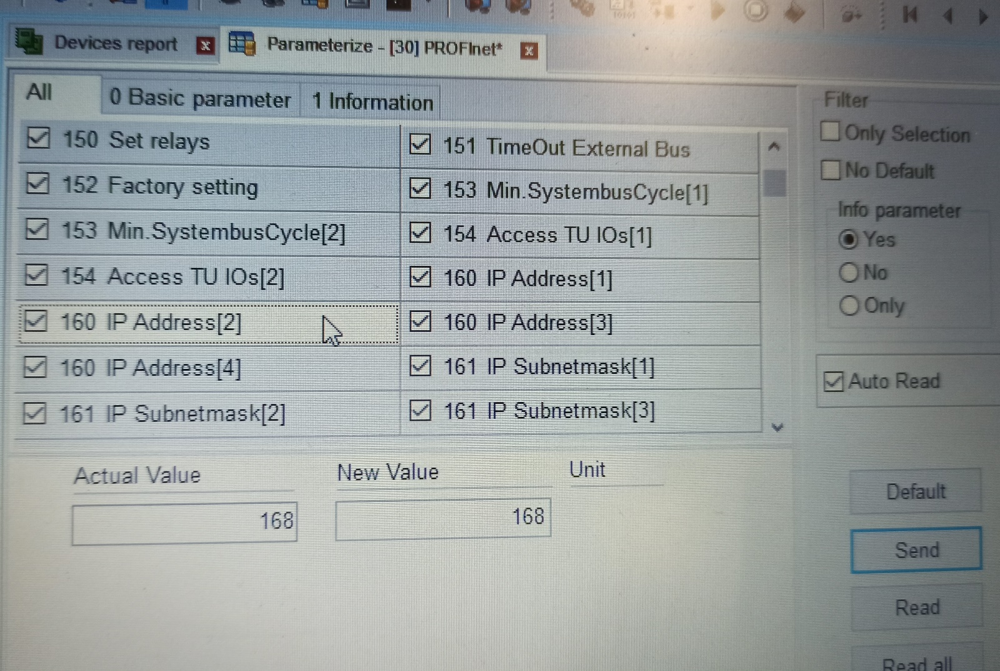 Devices report
Parameterize - [30] PROFInet*
All
0 Basic parameter
1 Information
150 Set relays
151 TimeOut External Bus
152 Factory setting
153 Min.SystembusCycle[1]
153 Min.SystembusCycle[2]
154 Access TU IOs[1]
154 Access TU IOs[2]
160 IP Address[1]
160 IP Address[2]
160 IP Address[3]
160 IP Address[4]
161 IP Subnetmask[1]
161 IP Subnetmask[2]
161 IP Subnetmask[3]
Actual Value
New Value
Unit
168
168
Filter
Only Selection
No Default
Info parameter
Yes
No
Only
Auto Read
Default
Send
Read
Read all